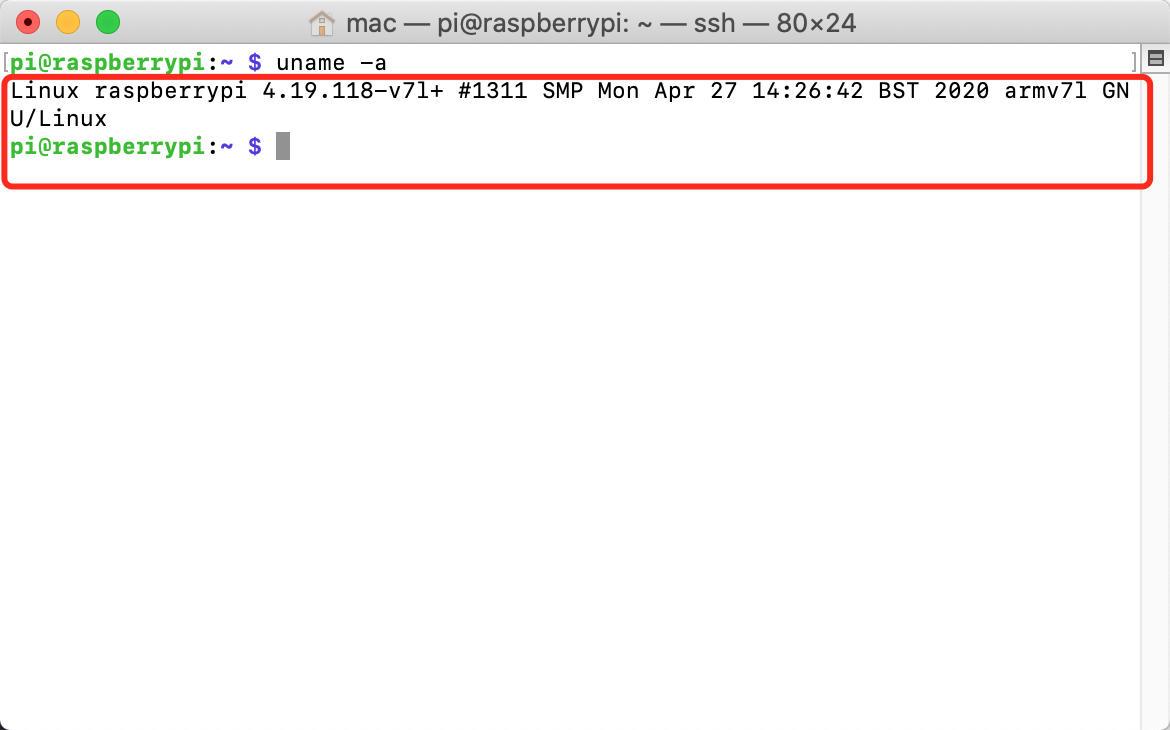 mac — pi@raspberrypi: ~ — ssh — 80×24
[pi@raspberrypi:~ $ uname -a ]
Linux raspberrypi 4.19.118-v7l+ #1311 SMP Mon Apr 27 14:26:42 BST 2020 armv7l GN
U/Linux
pi@raspberrypi:~ $